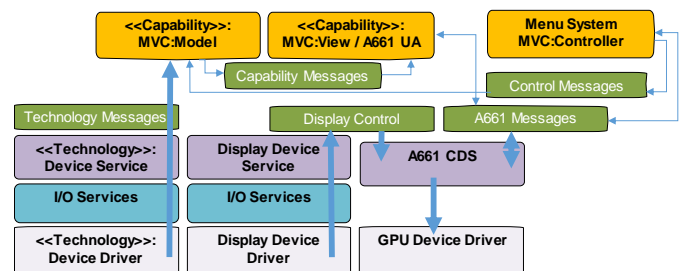 <<Capability>>:
MVC:Model
<<Capability>>:
MVC:View / A661 UA
Menu System
MVC:Controller
Capability Messages
Control Messages
Technology Messages
Display Control
A661 Messages
<<Technology>>:
Device Service
Display Device
Service
A661 CDS
I/O Services
I/O Services
<<Technology>>:
Device Driver
Display Device
Driver
GPU Device Driver